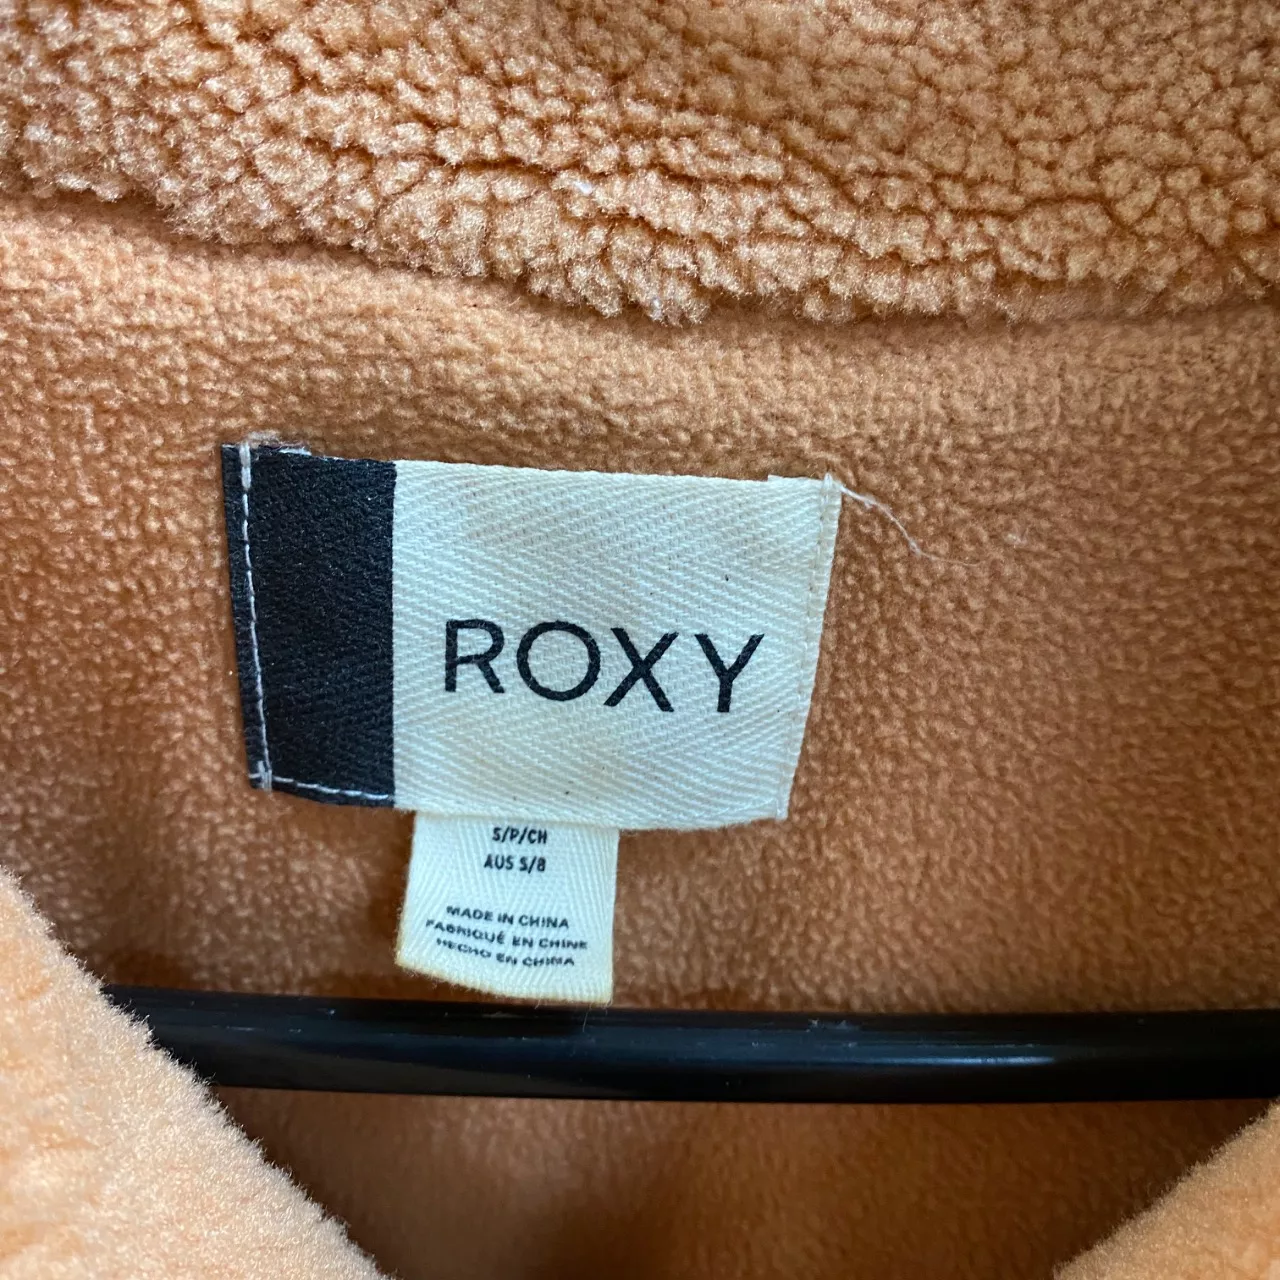 ROXY
S/P/CH
AUS S/8
MADE IN CHINA
FABRIQUÉ EN CHINE
HECHO EN CHINA